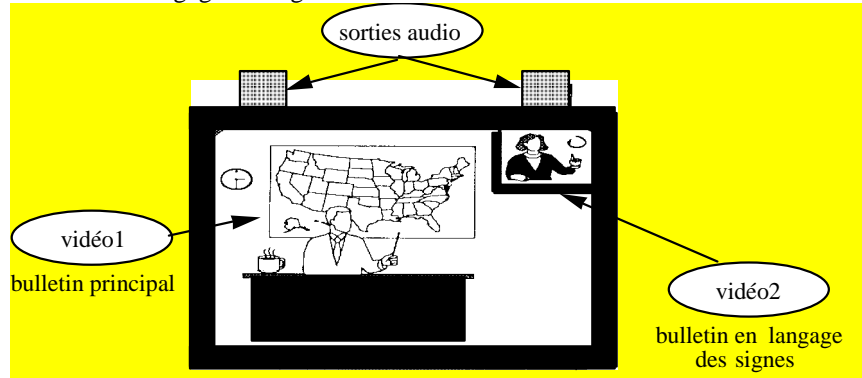 sorties audio
vidéo1
bulletin principal
vidéo2
bulletin en langage
des signes